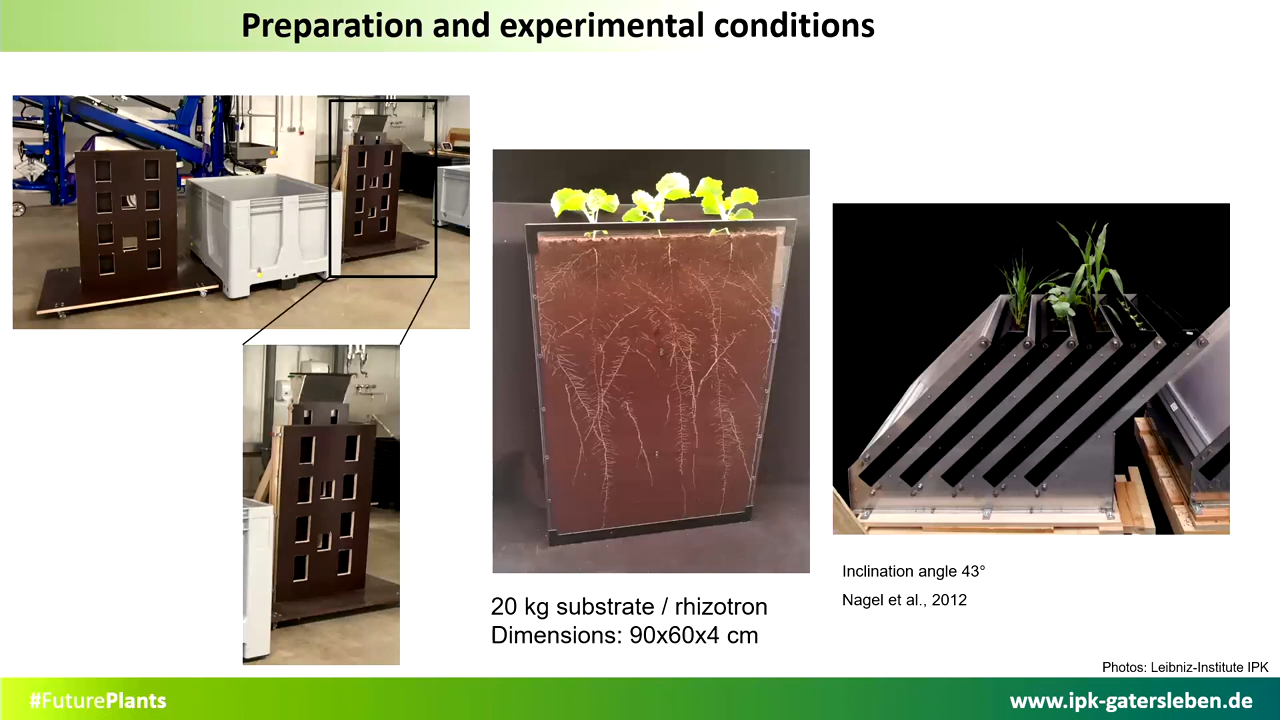 Preparation and experimental conditions
20 kg substrate / rhizotron
Dimensions: 90x60x4 cm
Inclination angle 43°
Nagel et al., 2012
Photos: Leibniz-Institute IPK
#FuturePlants
www.ipk-gatersleben.de